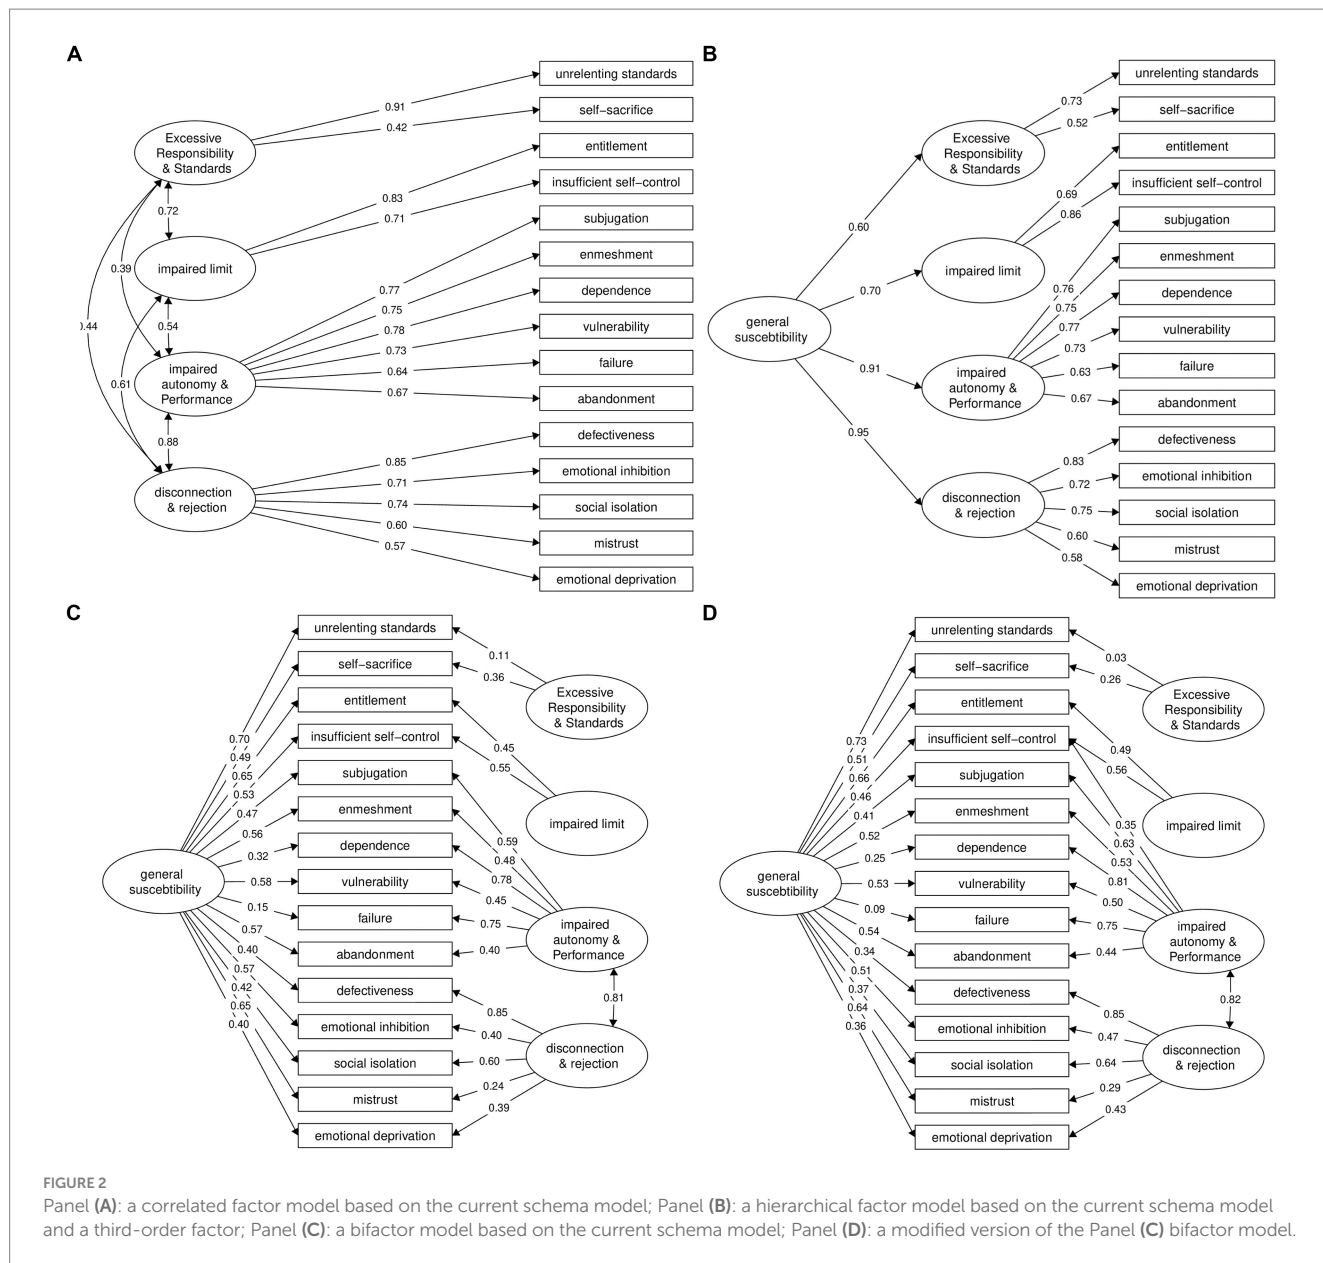 A
unrelenting standards
self−sacrifice
entitlement
insufficient self−control
subjugation
enmeshment
dependence
vulnerability
failure
abandonment
defectiveness
emotional inhibition
social isolation
mistrust
emotional deprivation
Excessive
Responsibility
& Standards
impaired limit
impaired
autonomy &
Performance
disconnection
& rejection
0.91
0.42
0.83
0.71
0.77
0.75
0.78
0.73
0.64
0.67
0.85
0.71
0.74
0.60
0.57
0.72
0.39
0.54
).44
0.61
0.88
B
unrelenting standards
self−sacrifice
entitlement
insufficient self−control
subjugation
enmeshment
dependence
vulnerability
failure
abandonment
defectiveness
emotional inhibition
social isolation
mistrust
emotional deprivation
Excessive
Responsibility
& Standards
impaired limit
impaired
autonomy &
Performance
disconnection
& rejection
general
suscebtibility
0.73
0.52
0.69
0.86
0.76
0.75
0.77
0.73
0.63
0.67
0.83
0.72
0.75
0.60
0.58
0.60
0.70
0.91
0.95
C
unrelenting standards
self−sacrifice
entitlement
insufficient self−control
subjugation
enmeshment
dependence
vulnerability
failure
abandonment
defectiveness
emotional inhibition
social isolation
mistrust
emotional deprivation
general
suscebtibility
Excessive
Responsibility
& Standards
impaired limit
impaired
autonomy &
Performance
disconnection
& rejection
0.70
0.49
0.65
0.53
0.47
0.56
0.32
0.58
0.15
0.57
0.40
0.57
0.42
0.65
0.40
0.11
0.36
0.45
0.55
0.59
0.48
0.78
0.45
0.75
0.40
0.81
0.85
0.40
0.60
0.24
0.39
D
unrelenting standards
self−sacrifice
entitlement
insufficient self−control
subjugation
enmeshment
dependence
vulnerability
failure
abandonment
defectiveness
emotional inhibition
social isolation
mistrust
emotional deprivation
general
suscebtibility
Excessive
Responsibility
& Standards
impaired limit
impaired
autonomy &
Performance
disconnection
& rejection
0.73
0.51
0.66
0.46
0.41
0.52
0.25
0.53
0.09
0.54
0.34
0.51
0.37
0.64
0.36
0.03
0.26
0.49
0.56
0.35
0.63
0.53
0.81
0.50
0.75
0.44
0.82
0.85
0.47
0.64
0.29
0.43
FIGURE 2
Panel (A): a correlated factor model based on the current schema model; Panel (B): a hierarchical factor model based on the current schema model
and a third-order factor; Panel (C): a bifactor model based on the current schema model; Panel (D): a modified version of the Panel (C) bifactor model.